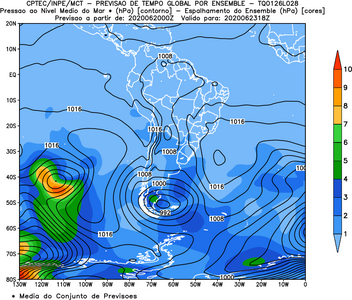 CPTEC/INPE/MCT – PREVISAO DE TEMPO GLOBAL POR ENSEMBLE – TQ0126L028
Pressao ao Nivel Medio do Mar • (hPa) [contorno] – Espalhamento do Ensemble (hPa) [cores]
Previsao a partir de: 2020062000Z Valido para: 2020062318Z
20N
10N
EQ
10S
20S
30S
40S
50S
60S
70S
80S
130W 120W 110W 100W 90W 80W 70W 60W 50W 40W 30W 20W 10W 0
1008
1016
1016
1016
1016
1008
1008
1000
992
1008
1016
1000
10
9
8
7
6
5
4
3
2
1
• Media do Conjunto de Previsoes